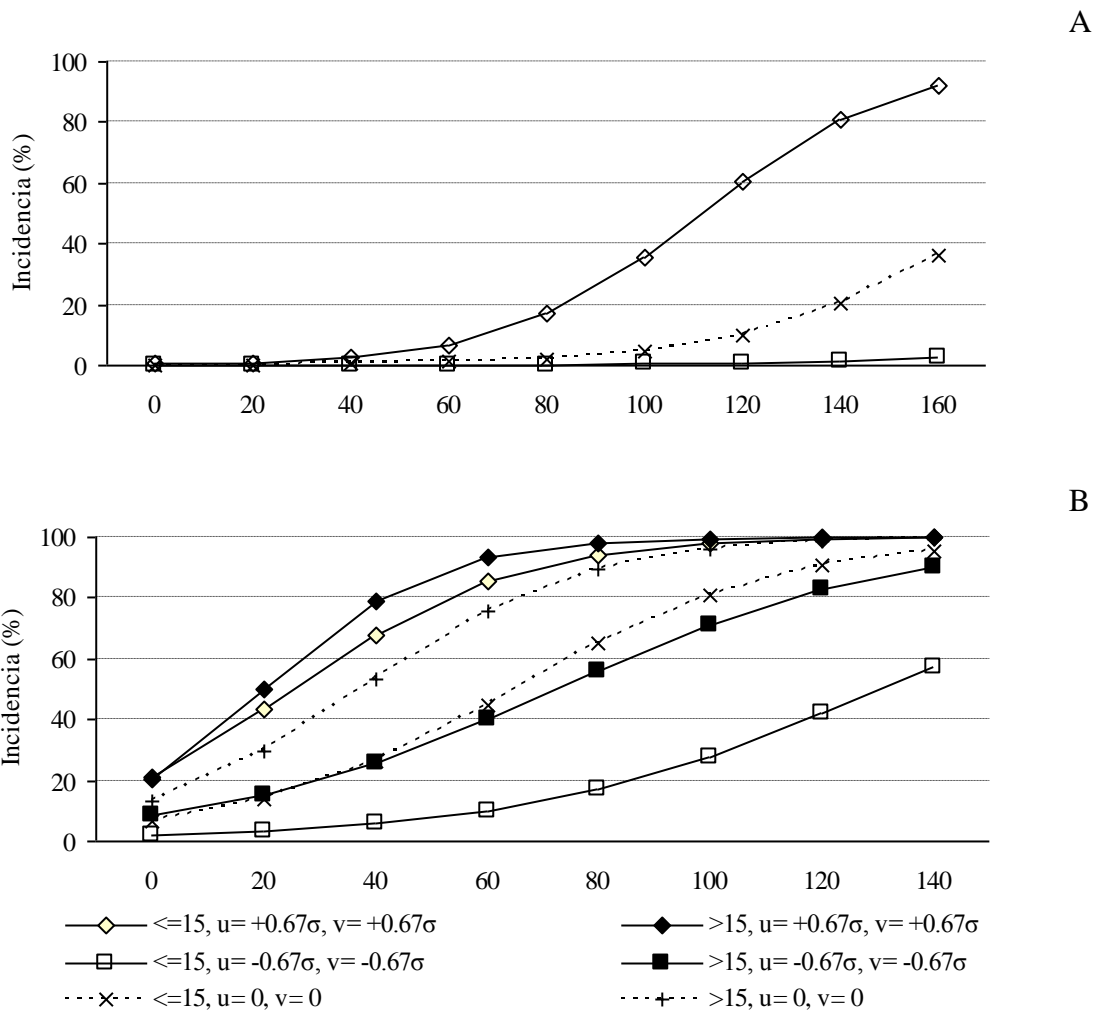 A
100
80
60
40
20
0
Incidencia (%)
0 20 40 60 80 100 120 140 160
B
100
80
60
40
20
0
Incidencia (%)
0 20 40 60 80 100 120 140
<=15, u= +0.67σ, v= +0.67σ
>15, u= +0.67σ, v= +0.67σ
<=15, u= -0.67σ, v= -0.67σ
>15, u= -0.67σ, v= -0.67σ
<=15, u= 0, v= 0
>15, u= 0, v= 0